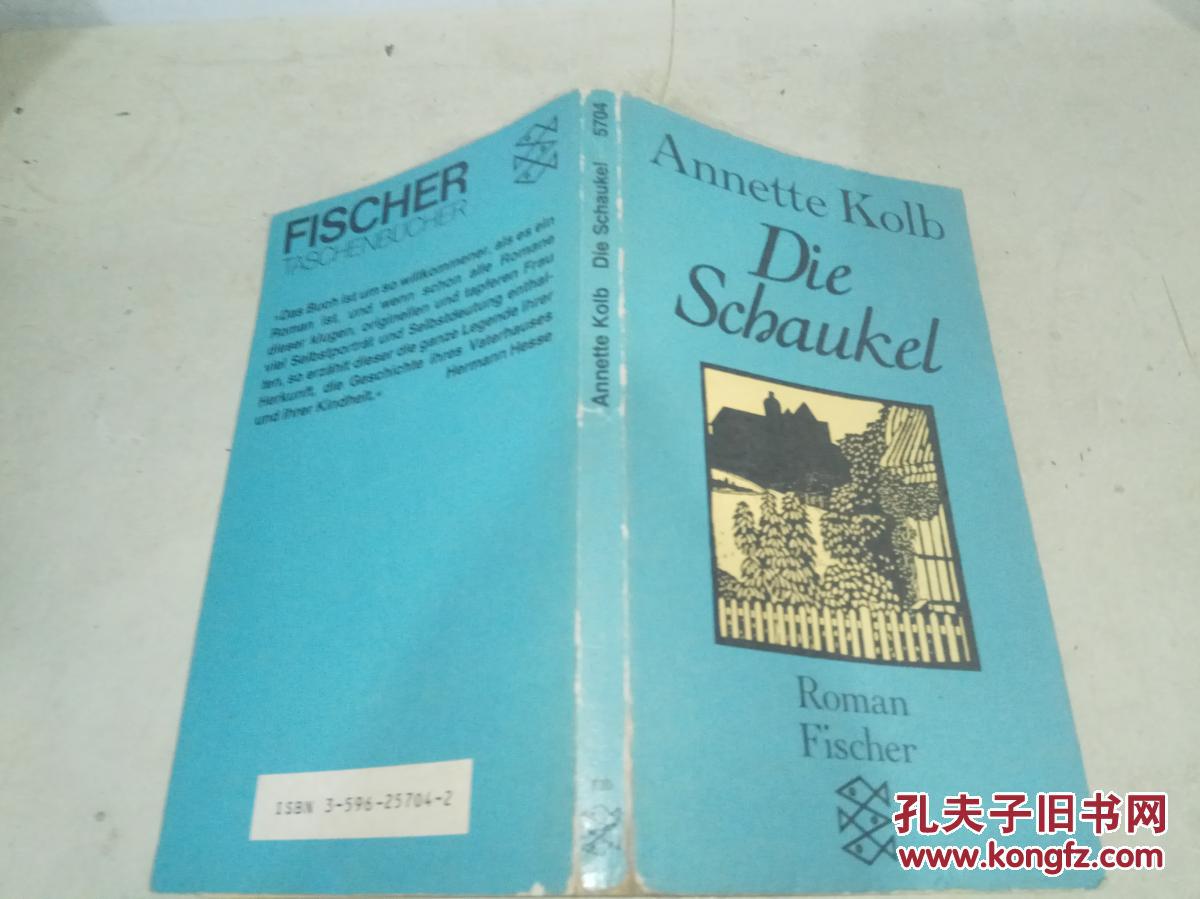 FISCHER
TASCHENBÜCHER
»Das Buch ist um so willkommener, als es ein
Roman ist, und wenn schon alle Romane
dieser klugen, originellen und tapferen Frau
viel Selbstporträt und Selbstdeutung enthal-
ten, so erzählt dieser die ganze Legende ihrer
Herkunft, die Geschichte ihres Vaterhauses
und ihrer Kindheit.«
Hermann Hesse
ISBN 3-596-25704-2
Annette Kolb Die Schaukel 5704
Annette Kolb
Die
Schaukel
Roman
Fischer
孔夫子旧书网
www.kongfz.com